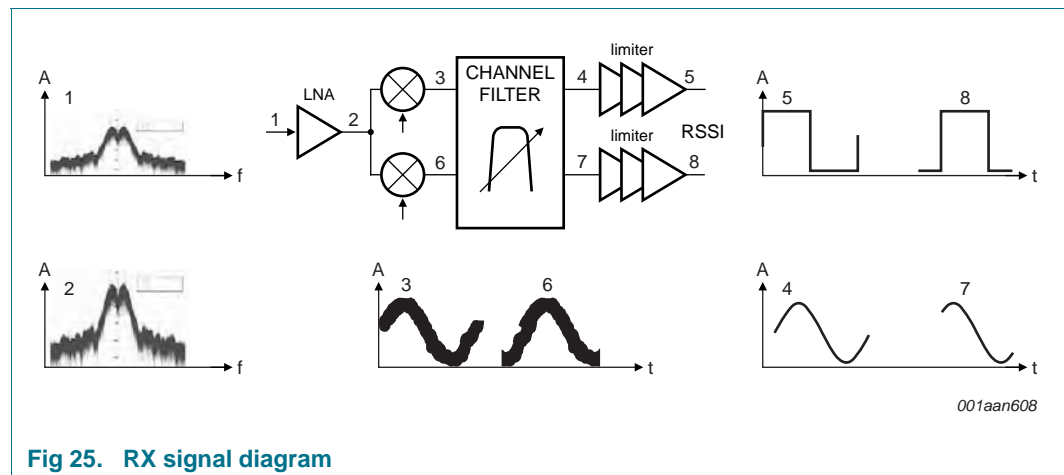 limiter
A 1 f
LNA
1 2
3
6
CHANNEL
FILTER
4 5
limiter
RSSI
7 8
A 5 8 t
A 2 f
A 3 6 t
A 4 7 t
001aan608
Fig 25. RX signal diagram